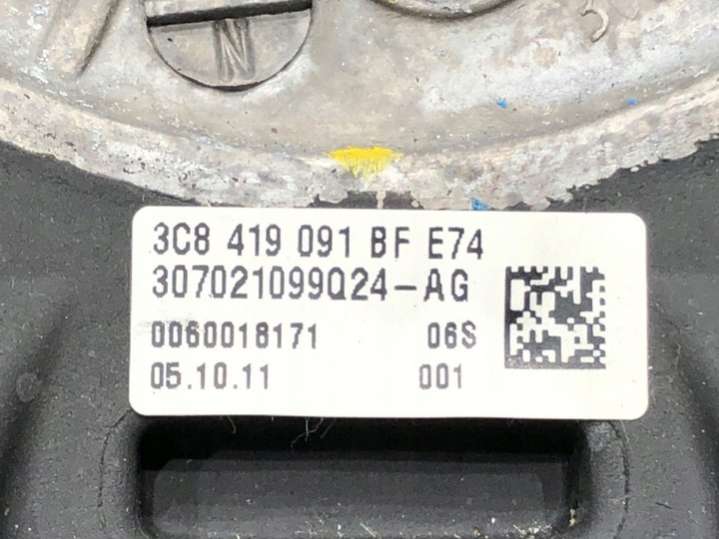 N
3C8 419 091 BF E74
307021099Q24-AG
0060018171 06S
05.10.11 001